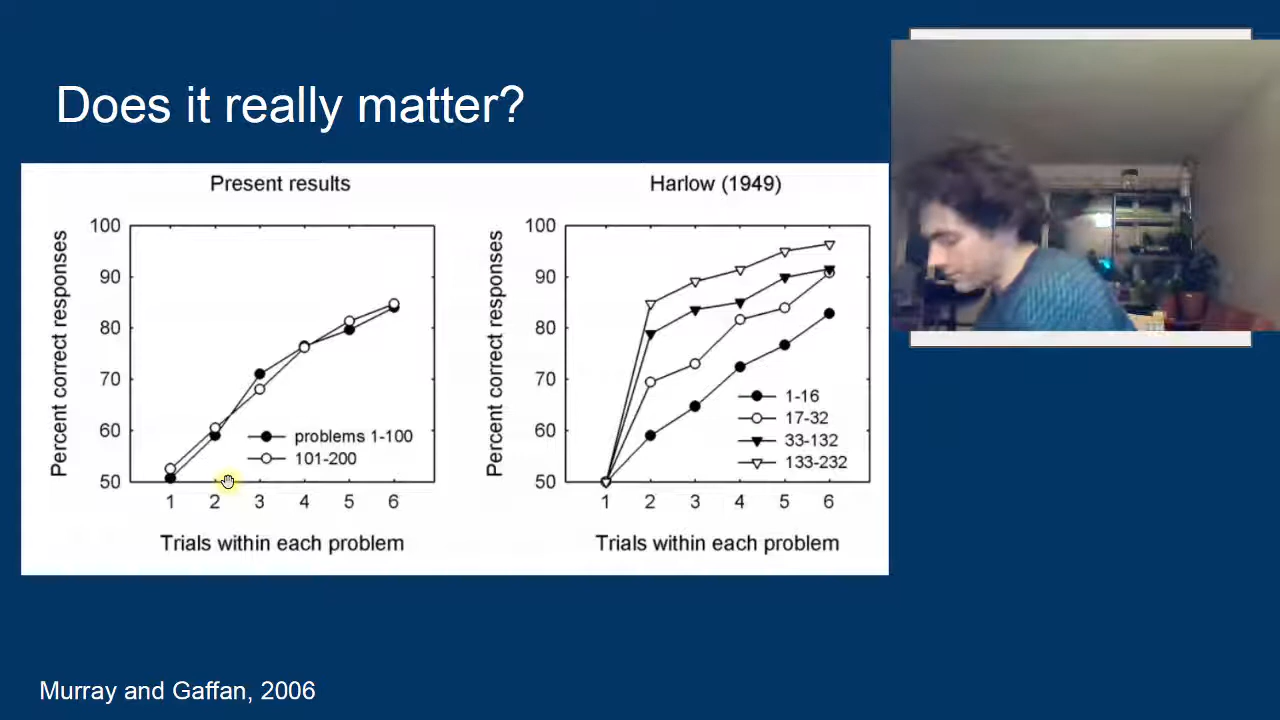 Does it really matter?
Present results
Percent correct responses
100
90
80
70
60
50
problems 1-100
101-200
1 2 3 4 5 6
Trials within each problem
Harlow (1949)
Percent correct responses
100
90
80
70
60
50
1-16
17-32
33-132
133-232
1 2 3 4 5 6
Trials within each problem
Murray and Gaffan, 2006